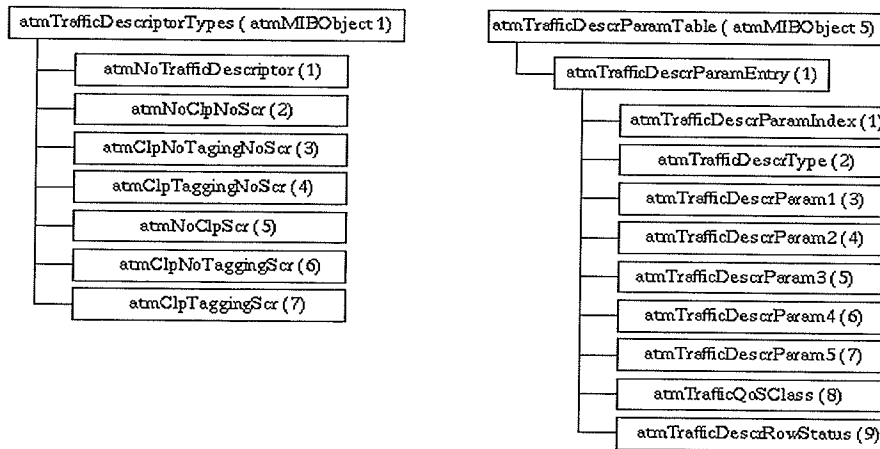 atmTrafficDescriptorTypes ( atmMIBObject 1)
atmNoTrafficDescriptor (1)
atmNoClpNoScr (2)
atmClpNoTagingNoScr (3)
atmClpTaggingNoScr (4)
atmNoClpScr (5)
atmClpNoTaggingScr (6)
atmClpTaggingScr (7)
atmTrafficDescrParamTable ( atmMIBObject 5)
atmTrafficDescrParamEntry (1)
atmTrafficDescrParamIndex (1)
atmTrafficDescrType (2)
atmTrafficDescrParam1 (3)
atmTrafficDescrParam2 (4)
atmTrafficDescrParam3 (5)
atmTrafficDescrParam4 (6)
atmTrafficDescrParam5 (7)
atmTrafficQoSClass (8)
atmTrafficDescrRowStatus (9)